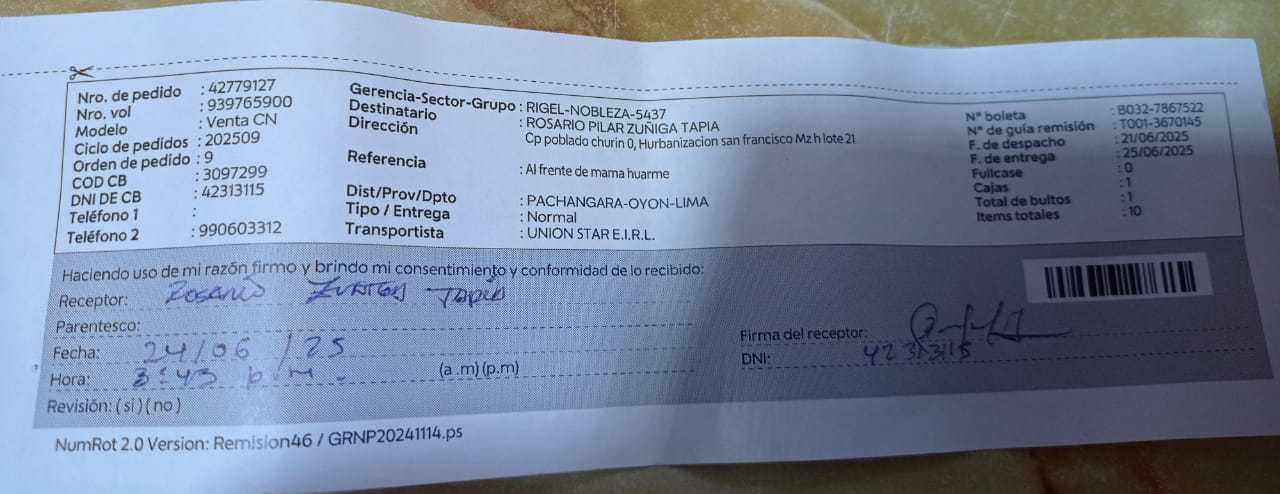 Nro. de pedido : 42779127
Nro. vol : 939765900
Modelo : Venta CN
Ciclo de pedidos : 202509
Orden de pedido : 9
COD CB : 3097299
DNI DE CB : 42313115
Teléfono 1 :
Teléfono 2 : 990603312
Gerencia-Sector-Grupo : RIGEL-NOBLEZA-5437
Destinatario : ROSARIO PILAR ZUÑIGA TAPIA
Dirección Cp poblado churin 0, Hurbanizacion san francisco Mz h lote 21
Referencia : Al frente de mama huarme
Dist/Prov/Dpto : PACHANGARA-OYON-LIMA
Tipo / Entrega : Normal
Transportista : UNION STAR E.I.R.L.
N° boleta : B032-7867522
N° de guía remisión : T001-3670145
F. de despacho : 21/06/2025
F. de entrega : 25/06/2025
Fullcase : 0
Cajas : 1
Total de bultos : 1
Items totales : 10
Haciendo uso de mi razón firmo y brindo mi consentimiento y conformidad de lo recibido:
Receptor: Rosario Zuñiga Tapia
Parentesco:
Fecha: 24/06/25
Hora: 3:43 p.m. (a .m) (p.m)
Revisión: ( si ) ( no )
Firma del receptor:
DNI: 42313115
NumRot 2.0 Version: Remision46 / GRNP20241114.ps